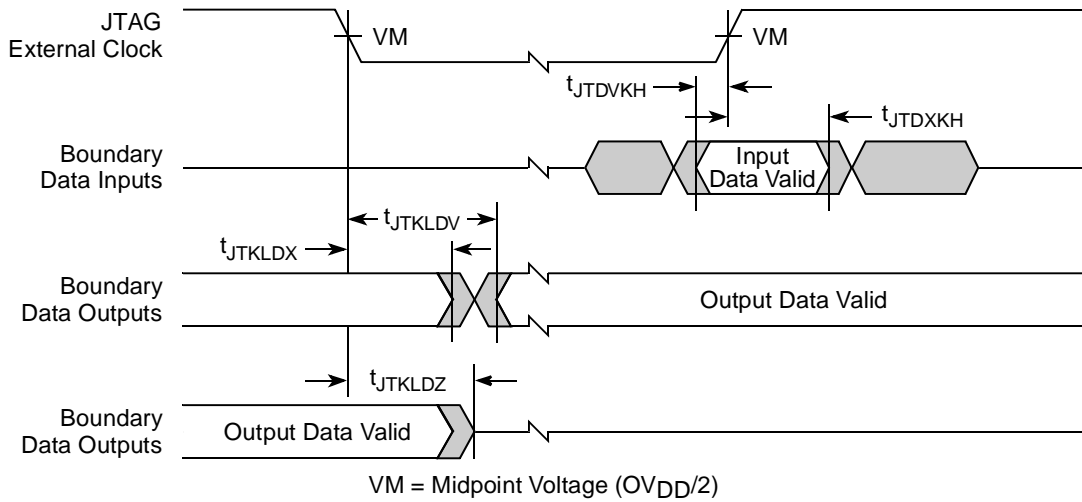 JTAG
External Clock
VM
VM
tJTDVKH
tJTDXKH
Boundary
Data Inputs
Input
Data Valid
tJTKLDV
tJTKLDX
Boundary
Data Outputs
Output Data Valid
tJTKLDZ
Boundary
Data Outputs
Output Data Valid
VM = Midpoint Voltage (OVDD/2)